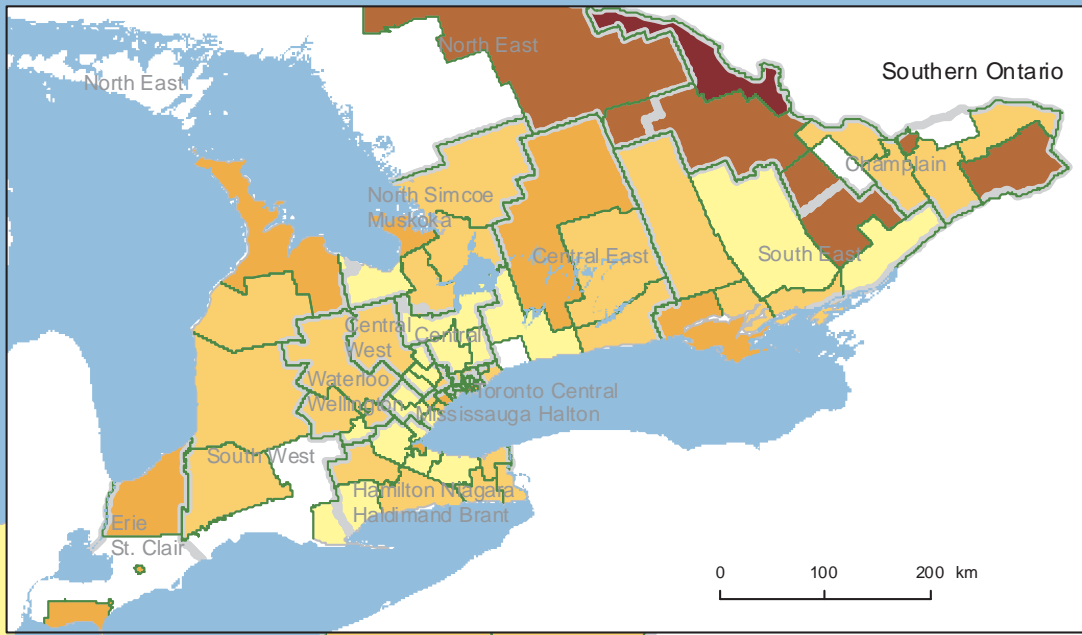 North East
Southern Ontario
North East
Champlain
North Simcoe
Muskoka
Central East
South East
Central
West
Central
Waterloo
Wellington
Toronto Central
Mississauga Halton
South West
Hamilton Niagara
Haldimand Brant
Erie
St. Clair
0 100 200 km